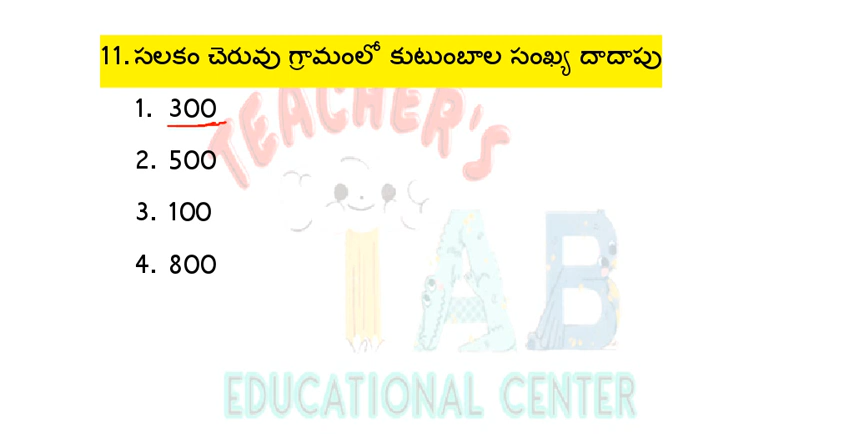 11. సలకం చెరువు గ్రామంలో కుటుంబాల సంఖ్య దాదాపు
1. 300
2. 500
3. 100
4. 800
TEACHER'S
TAB
EDUCATIONAL CENTER